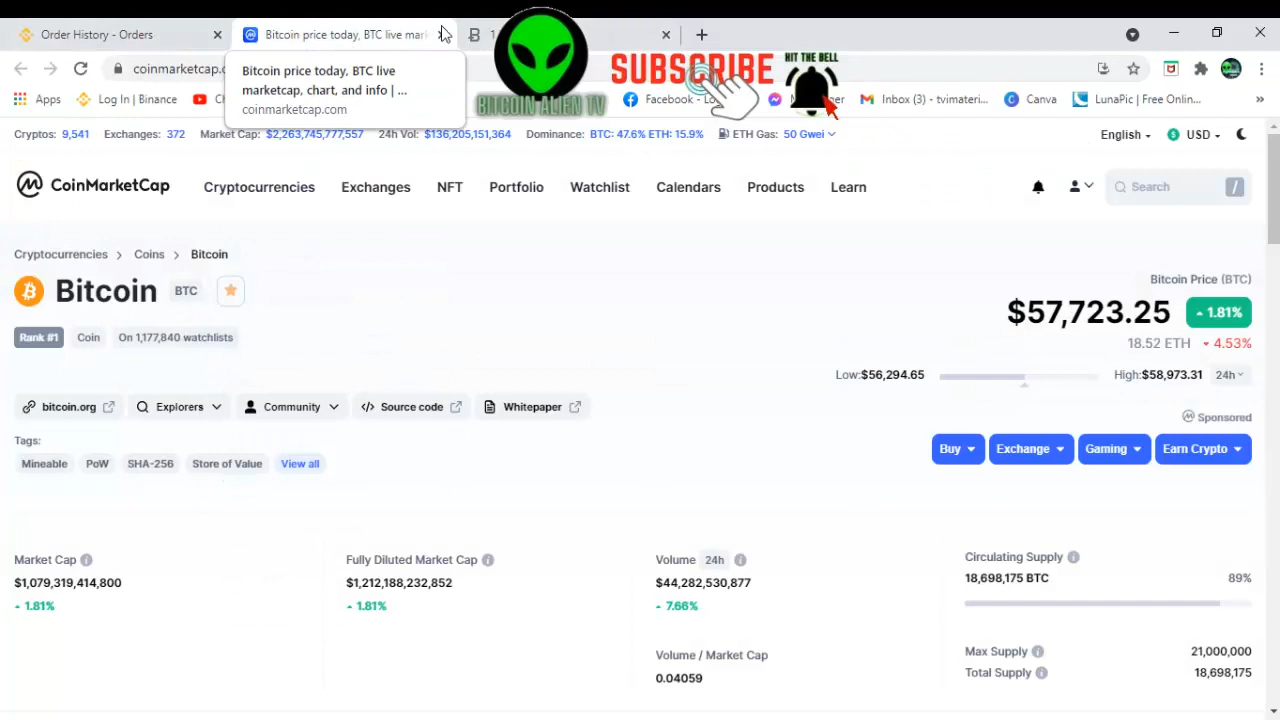 Order History - Orders
Bitcoin price today, BTC live mar
Bitcoin price today, BTC live
marketcap, chart, and info | ...
coinmarketcap.com
coinmarketcap.c
BITCOIN ALIEN TV
SUBSCRIBE
HIT THE BELL
Apps
Log In | Binance
Facebook - Lo
Inbox (3) - tvimateri...
Canva
LunaPic | Free Onlin...
»
Cryptos: 9,541 Exchanges: 372 Market Cap: $2,263,745,777,557 24h Vol: $136,205,151,364 Dominance: BTC: 47.6% ETH: 15.9% ETH Gas: 50 Gwei
English
USD
CoinMarketCap
Cryptocurrencies Exchanges NFT Portfolio Watchlist Calendars Products Learn
Search /
Cryptocurrencies > Coins > Bitcoin
Bitcoin BTC
Rank #1 Coin On 1,177,840 watchlists
Bitcoin Price (BTC)
$57,723.25 1.81%
18.52 ETH 4.53%
Low:$56,294.65 High:$58,973.31 24h
bitcoin.org Explorers Community Source code Whitepaper
Sponsored
Tags:
Mineable PoW SHA-256 Store of Value View all
Buy Exchange Gaming Earn Crypto
Market Cap
$1,079,319,414,800
1.81%
Fully Diluted Market Cap
$1,212,188,232,852
1.81%
Volume 24h
$44,282,530,877
7.66%
Volume / Market Cap
0.04059
Circulating Supply
18,698,175 BTC 89%
Max Supply 21,000,000
Total Supply 18,698,175